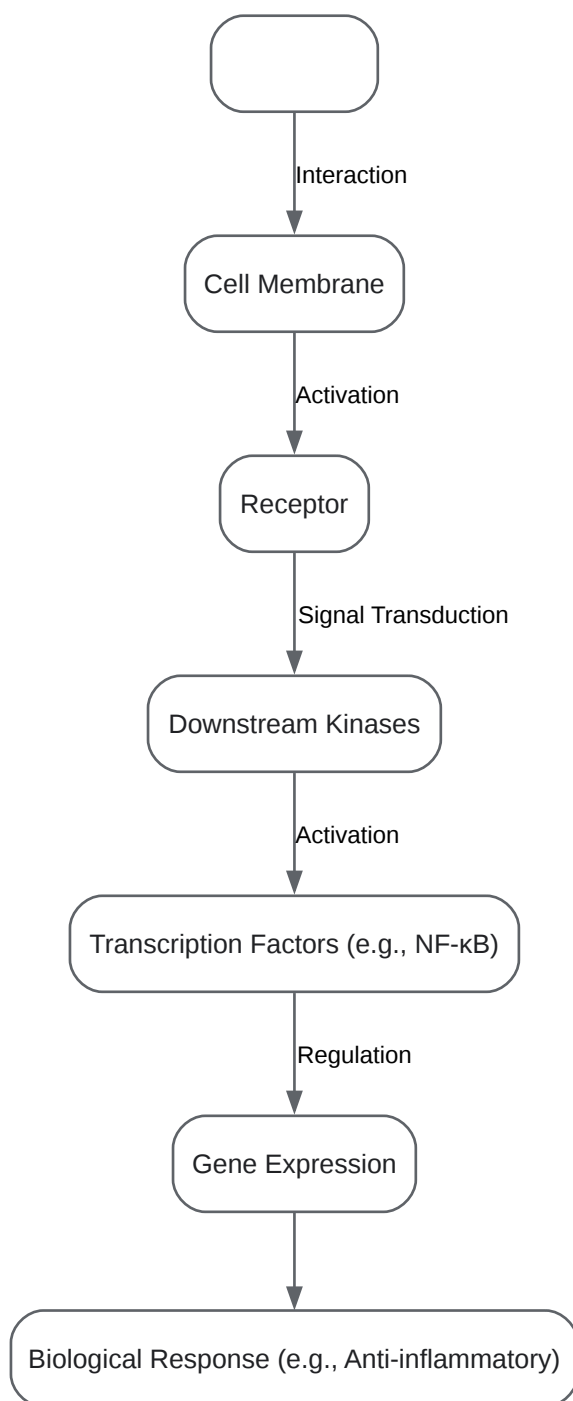 Interaction
Cell Membrane
Activation
Receptor
Signal Transduction
Downstream Kinases
Activation
Transcription Factors (e.g., NF-κB)
Regulation
Gene Expression
Biological Response (e.g., Anti-inflammatory)